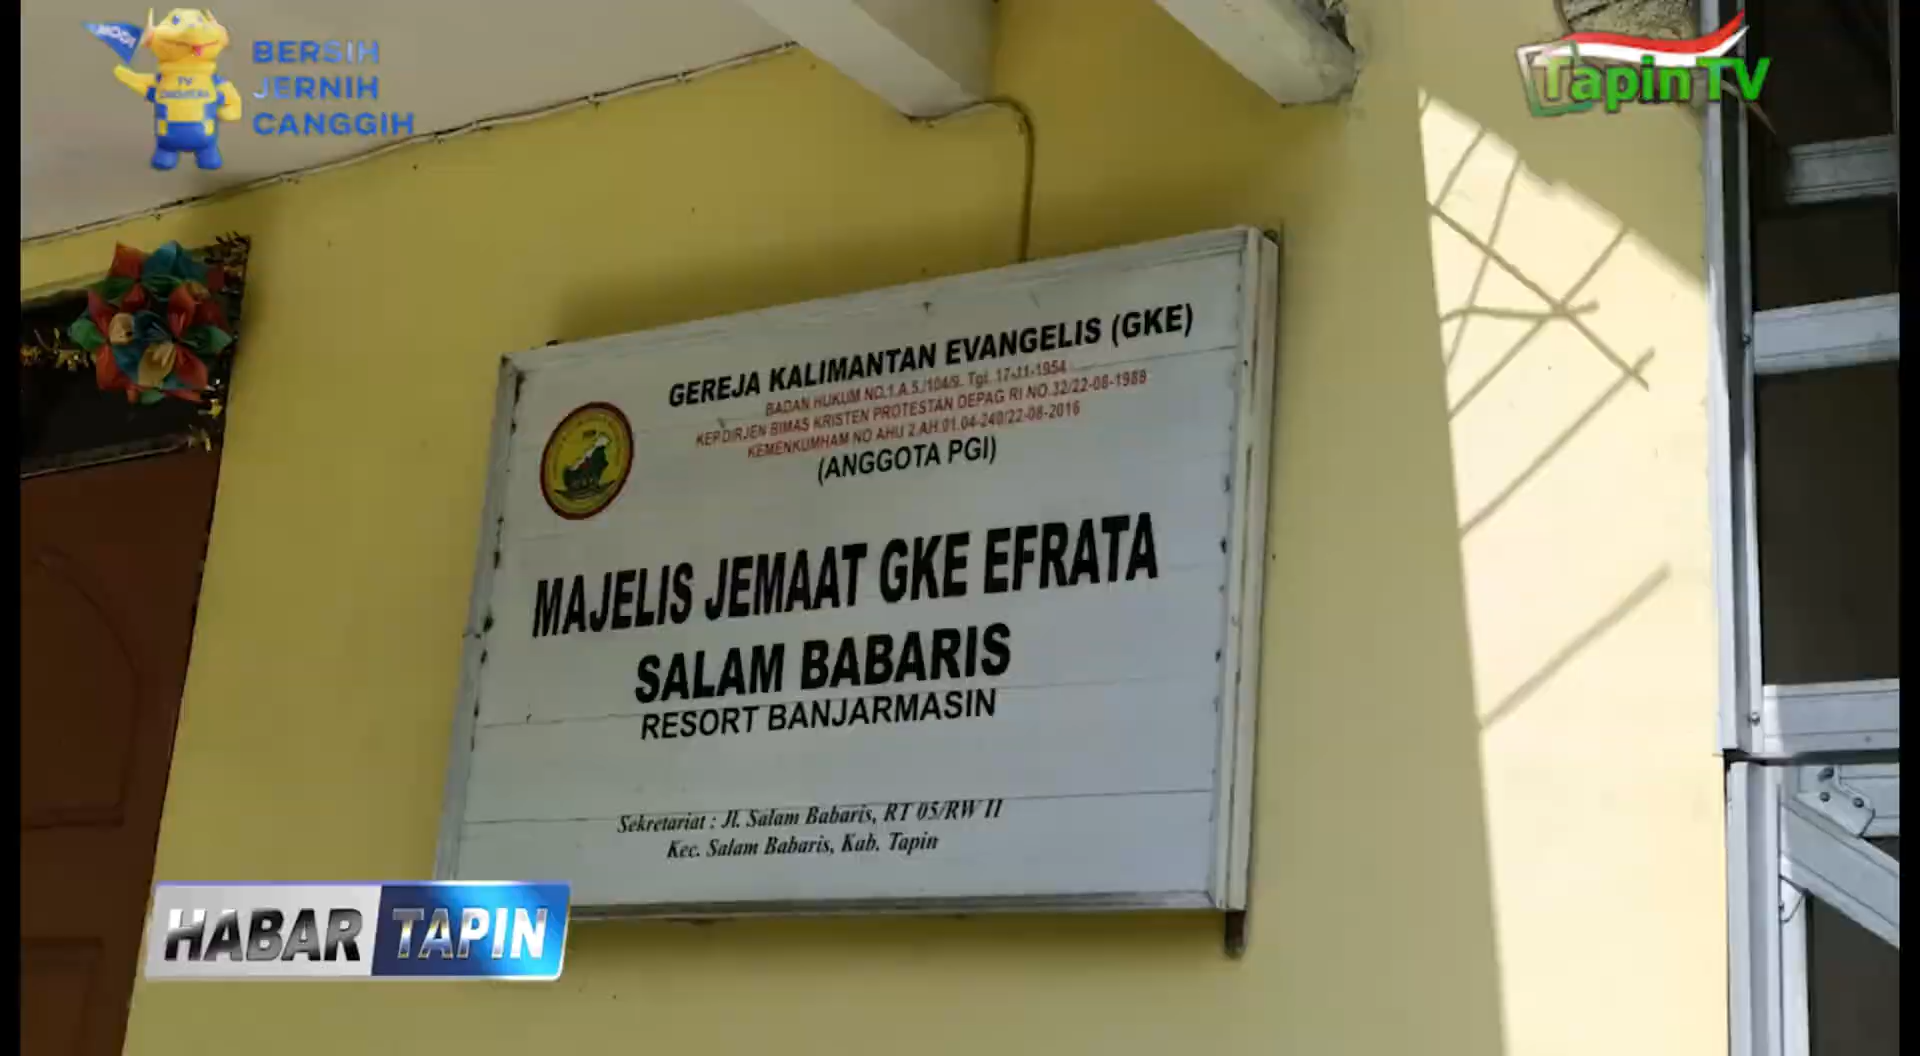 MODI
BERSIH
JERNIH
CANGGIH
TV
TapinTV
GEREJA KALIMANTAN EVANGELIS (GKE)
BADAN HUKUM NO.1.A.5./104/9. Tgl. 17-11-1954
KEP.DIRJEN BIMAS KRISTEN PROTESTAN DEPAG RI NO.32/22-08-1989
KEMENKUMHAM NO AHU 2.AH.01.04-240/22-08-2016
(ANGGOTA PGI)
MAJELIS JEMAAT GKE EFRATA
SALAM BABARIS
RESORT BANJARMASIN
Sekretariat : Jl. Salam Babaris, RT 05/RW II
Kec. Salam Babaris, Kab. Tapin
HABAR TAPIN